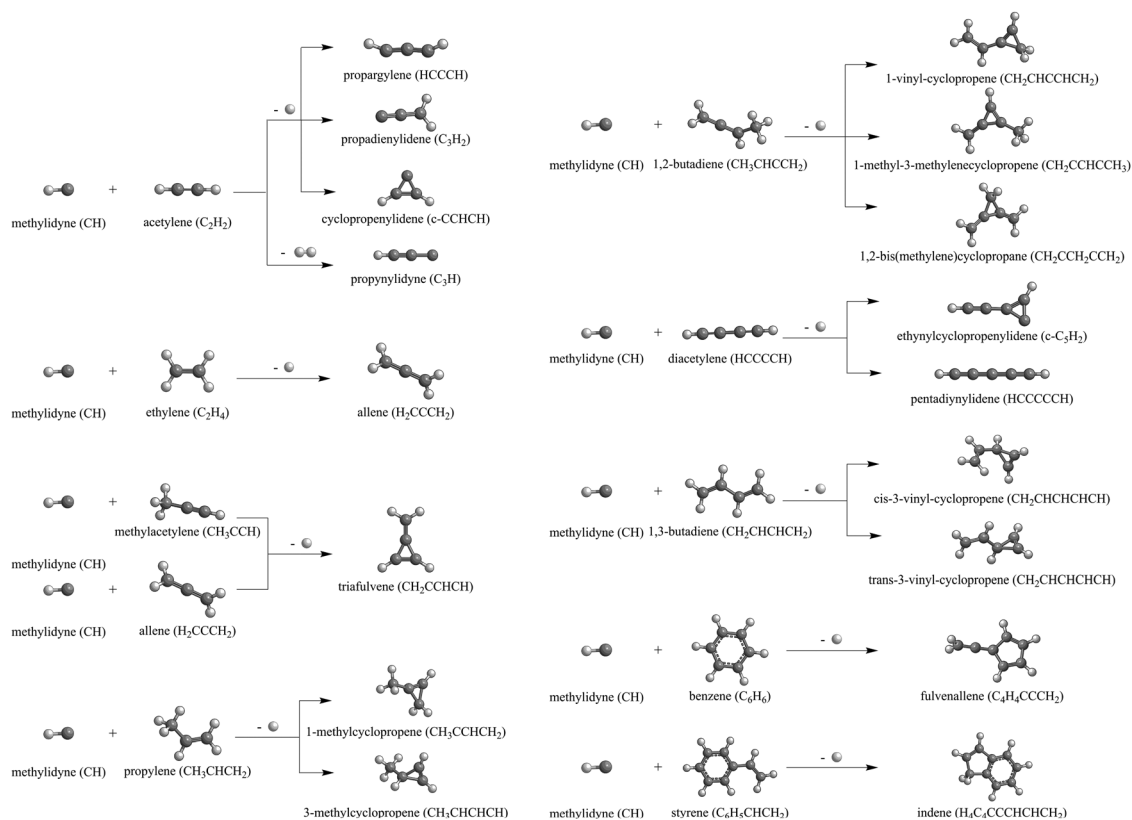 propargylene (HCCCH)
-
propadienylidene (C₃H₂)
+
methylidyne (CH)
acetylene (C₂H₂)
cyclopropenylidene (c-CCHCH)
-
propynylidyne (C₃H)
+
-
methylidyne (CH)
ethylene (C₂H₄)
allene (H₂CCCH₂)
+
methylacetylene (CH₃CCH)
-
methylidyne (CH)
triafulvene (CH₂CCHCH)
+
methylidyne (CH)
allene (H₂CCCH₂)
1-methylcyclopropene (CH₃CCHCH₂)
+
-
methylidyne (CH)
propylene (CH₃CHCH₂)
3-methylcyclopropene (CH₃CHCHCH)
1-vinyl-cyclopropene (CH₂CHCCHCH₂)
+
-
methylidyne (CH)
1,2-butadiene (CH₃CHCCH₂)
1-methyl-3-methylenecyclopropene (CH₂CCHCCH₃)
1,2-bis(methylene)cyclopropane (CH₂CCH₂CCH₂)
+
-
methylidyne (CH)
diacetylene (HCCCCH)
ethynylcyclopropenylidene (c-C₅H₂)
pentadiynylidene (HCCCCCH)
+
-
methylidyne (CH)
1,3-butadiene (CH₂CHCHCH₂)
cis-3-vinyl-cyclopropene (CH₂CHCHCHCH)
trans-3-vinyl-cyclopropene (CH₂CHCHCHCH)
+
-
methylidyne (CH)
benzene (C₆H₆)
fulvenallene (C₄H₄CCCH₂)
+
-
methylidyne (CH)
styrene (C₆H₅CHCH₂)
indene (H₄C₄CCCHCHCH₂)